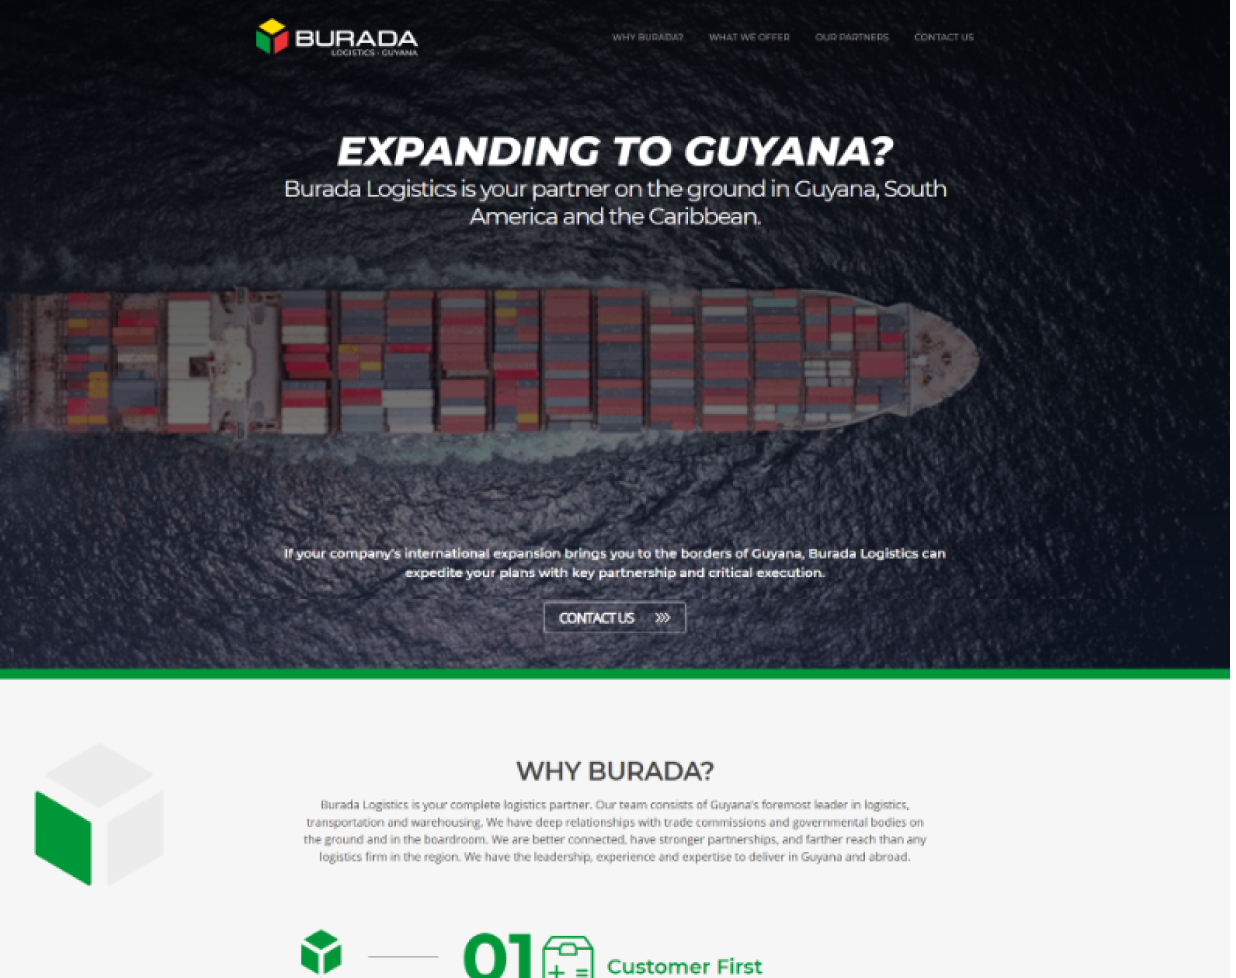 BURADA
LOGISTICS - GUYANA
WHY BURADA?
WHAT WE OFFER
OUR PARTNERS
CONTACT US
EXPANDING TO GUYANA?
Burada Logistics is your partner on the ground in Guyana, South
America and the Caribbean.
If your company's international expansion brings you to the borders of Guyana, Burada Logistics can
expedite your plans with key partnership and critical execution.
CONTACT US
WHY BURADA?
Burada Logistics is your complete logistics partner. Our team consists of Guyana's foremost leader in logistics,
transportation and warehousing. We have deep relationships with trade commissions and governmental bodies on
the ground and in the boardroom. We are better connected, have stronger partnerships, and farther reach than any
logistics firm in the region. We have the leadership, experience and expertise to deliver in Guyana and abroad.
01
Customer First